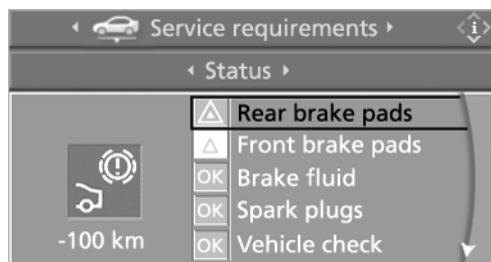 Service requirements
Status
Rear brake pads
Front brake pads
OK Brake fluid
OK Spark plugs
OK Vehicle check
-100 km